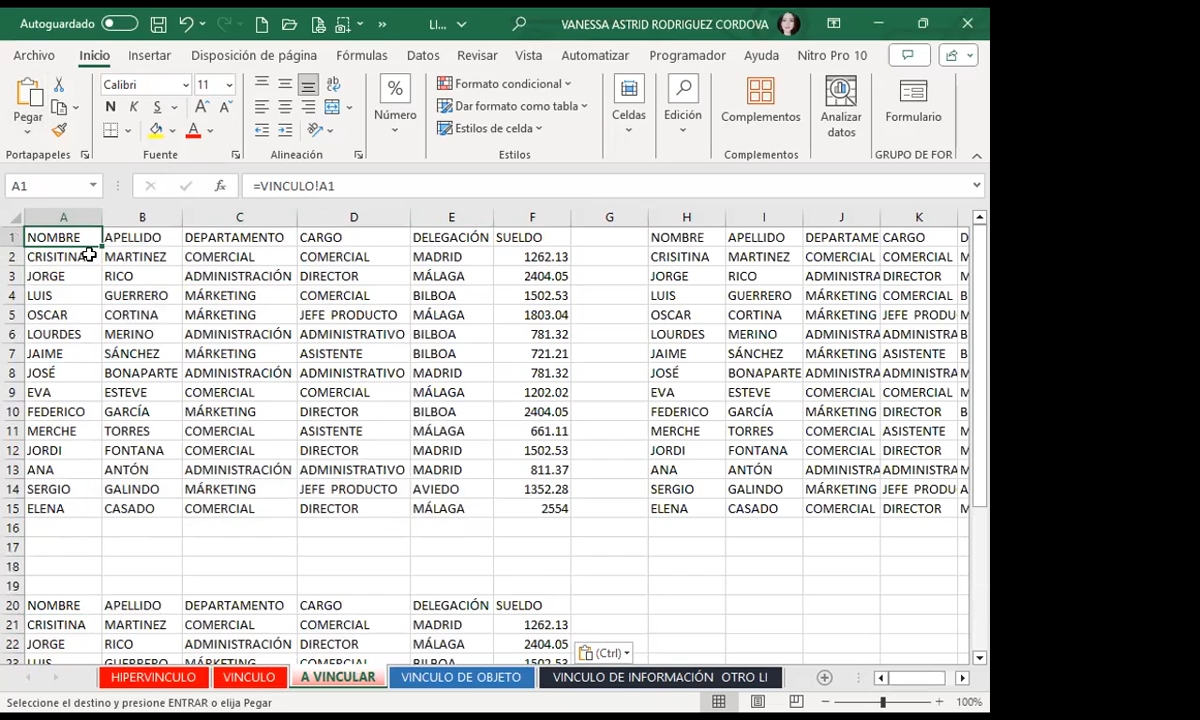 Autoguardado LI... VANESSA ASTRID RODRIGUEZ CORDOVA
Archivo Inicio Insertar Disposición de página Fórmulas Datos Revisar Vista Automatizar Programador Ayuda Nitro Pro 10
Calibri 11 Formato condicional
Dar formato como tabla
Estilos de celda
N K S A A
Pegar Número Celdas Edición Complementos Analizar datos Formulario
Portapapeles Fuente Alineación Estilos Complementos GRUPO DE FOR
A1 fx =VINCULO!A1
A B C D E F G H I J K
1 NOMBRE APELLIDO DEPARTAMENTO CARGO DELEGACIÓN SUELDO NOMBRE APELLIDO DEPARTAME CARGO D
2 CRISITINA MARTINEZ COMERCIAL COMERCIAL MADRID 1262.13 CRISITINA MARTINEZ COMERCIAL COMERCIAL M
3 JORGE RICO ADMINISTRACIÓN DIRECTOR MÁLAGA 2404.05 JORGE RICO ADMINISTRA DIRECTOR M
4 LUIS GUERRERO MÁRKETING COMERCIAL BILBOA 1502.53 LUIS GUERRERO MÁRKETING COMERCIAL B
5 OSCAR CORTINA MÁRKETING JEFE PRODUCTO MÁLAGA 1803.04 OSCAR CORTINA MÁRKETING JEFE PRODU M
6 LOURDES MERINO ADMINISTRACIÓN ADMINISTRATIVO BILBOA 781.32 LOURDES MERINO ADMINISTRA ADMINISTRA B
7 JAIME SÁNCHEZ MÁRKETING ASISTENTE BILBOA 721.21 JAIME SÁNCHEZ MÁRKETING ASISTENTE B
8 JOSÉ BONAPARTE ADMINISTRACIÓN ADMINISTRATIVO MADRID 781.32 JOSÉ BONAPARTE ADMINISTRA ADMINISTRA M
9 EVA ESTEVE COMERCIAL COMERCIAL MÁLAGA 1202.02 EVA ESTEVE COMERCIAL COMERCIAL M
10 FEDERICO GARCÍA MÁRKETING DIRECTOR BILBOA 2404.05 FEDERICO GARCÍA MÁRKETING DIRECTOR B
11 MERCHE TORRES COMERCIAL ASISTENTE MÁLAGA 661.11 MERCHE TORRES COMERCIAL ASISTENTE M
12 JORDI FONTANA COMERCIAL DIRECTOR MADRID 1502.53 JORDI FONTANA COMERCIAL DIRECTOR M
13 ANA ANTÓN ADMINISTRACIÓN ADMINISTRATIVO MADRID 811.37 ANA ANTÓN ADMINISTRA ADMINISTRA M
14 SERGIO GALINDO MÁRKETING JEFE PRODUCTO AVIEDO 1352.28 SERGIO GALINDO MÁRKETING JEFE PRODU A
15 ELENA CASADO COMERCIAL DIRECTOR MÁLAGA 2554 ELENA CASADO COMERCIAL DIRECTOR M
16
17
18
19
20 NOMBRE APELLIDO DEPARTAMENTO CARGO DELEGACIÓN SUELDO
21 CRISITINA MARTINEZ COMERCIAL COMERCIAL MADRID 1262.13
22 JORGE RICO ADMINISTRACIÓN DIRECTOR MÁLAGA 2404.05
23 LUIS GUERRERO MÁRKETING COMERCIAL BILBOA 1502.53
(Ctrl)
HIPERVINCULO VINCULO A VINCULAR VINCULO DE OBJETO VINCULO DE INFORMACIÓN OTRO LI
Seleccione el destino y presione ENTRAR o elija Pegar 100%